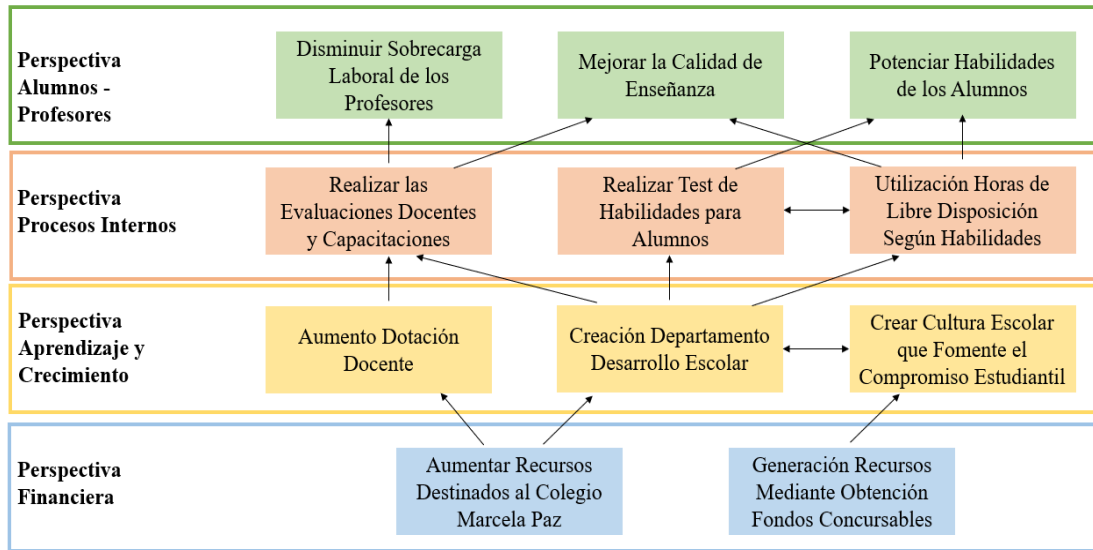 Perspectiva
Alumnos -
Profesores
Disminuir Sobrecarga
Laboral de los
Profesores
Mejorar la Calidad de
Enseñanza
Potenciar Habilidades
de los Alumnos
Perspectiva
Procesos Internos
Realizar las
Evaluaciones Docentes
y Capacitaciones
Realizar Test de
Habilidades para
Alumnos
Utilización Horas de
Libre Disposición
Según Habilidades
Perspectiva
Aprendizaje y
Crecimiento
Aumento Dotación
Docente
Creación Departamento
Desarrollo Escolar
Crear Cultura Escolar
que Fomente el
Compromiso Estudiantil
Perspectiva
Financiera
Aumentar Recursos
Destinados al Colegio
Marcela Paz
Generación Recursos
Mediante Obtención
Fondos Concursables